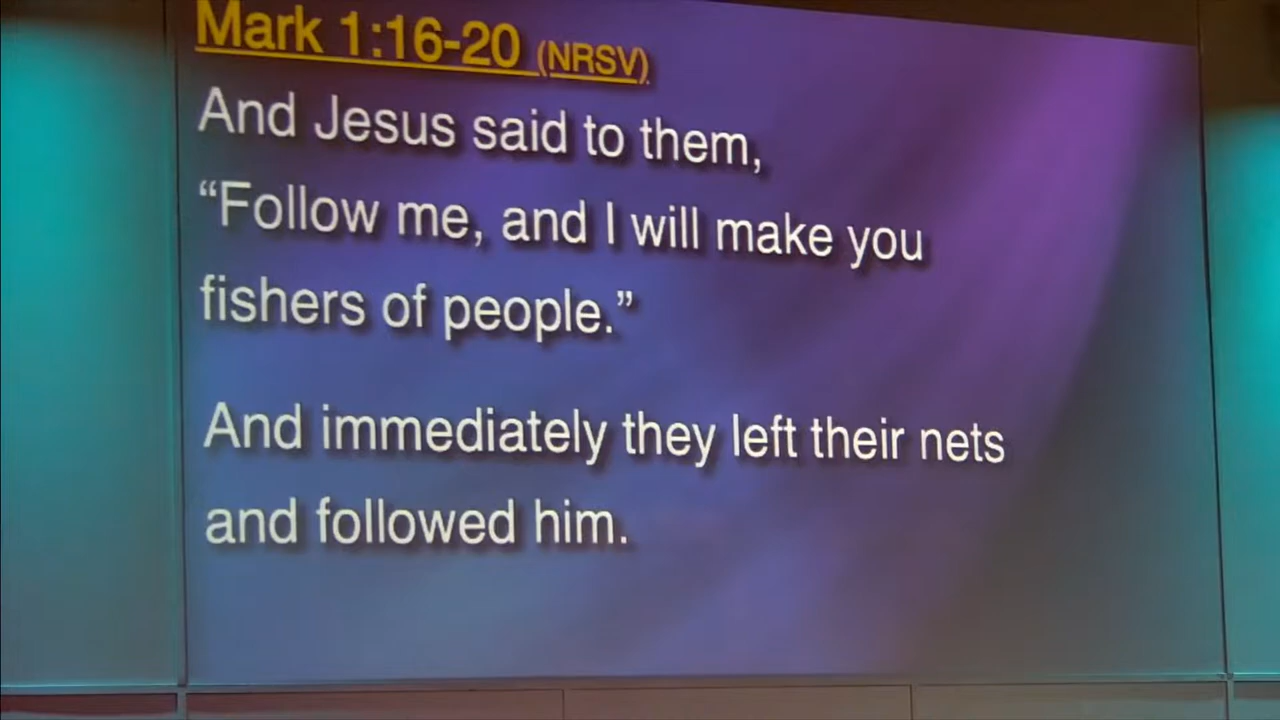 Mark 1:16-20 (NRSV)
And Jesus said to them,
“Follow me, and I will make you
fishers of people.”
And immediately they left their nets
and followed him.